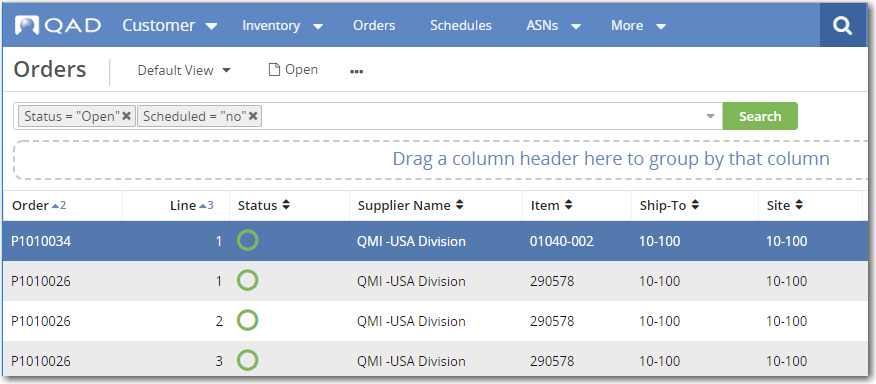 QAD Customer Inventory Orders Schedules ASNs More
Orders Default View Open ...
Status = "Open" Scheduled = "no" Search
Drag a column header here to group by that column
Order 2 Line 3 Status Supplier Name Item Ship-To Site
P1010034 1 QMI -USA Division 01040-002 10-100 10-100
P1010026 1 QMI -USA Division 290578 10-100 10-100
P1010026 2 QMI -USA Division 290578 10-100 10-100
P1010026 3 QMI -USA Division 290578 10-100 10-100